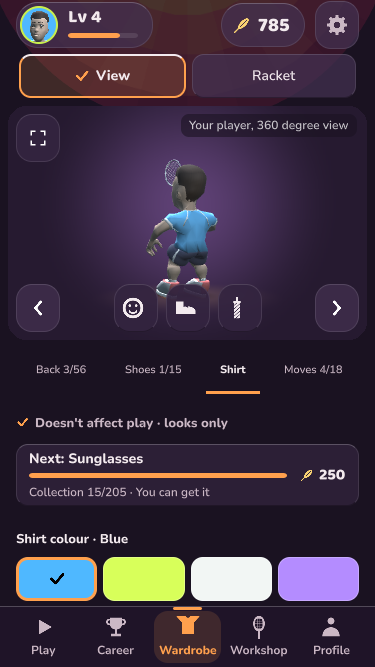 Lv 4
785
View
Racket
Your player, 360 degree view
Back 3/56
Shoes 1/15
Shirt
Moves 4/18
Doesn't affect play · looks only
Next: Sunglasses
250
Collection 15/205 · You can get it
Shirt colour · Blue
Play
Career
Wardrobe
Workshop
Profile